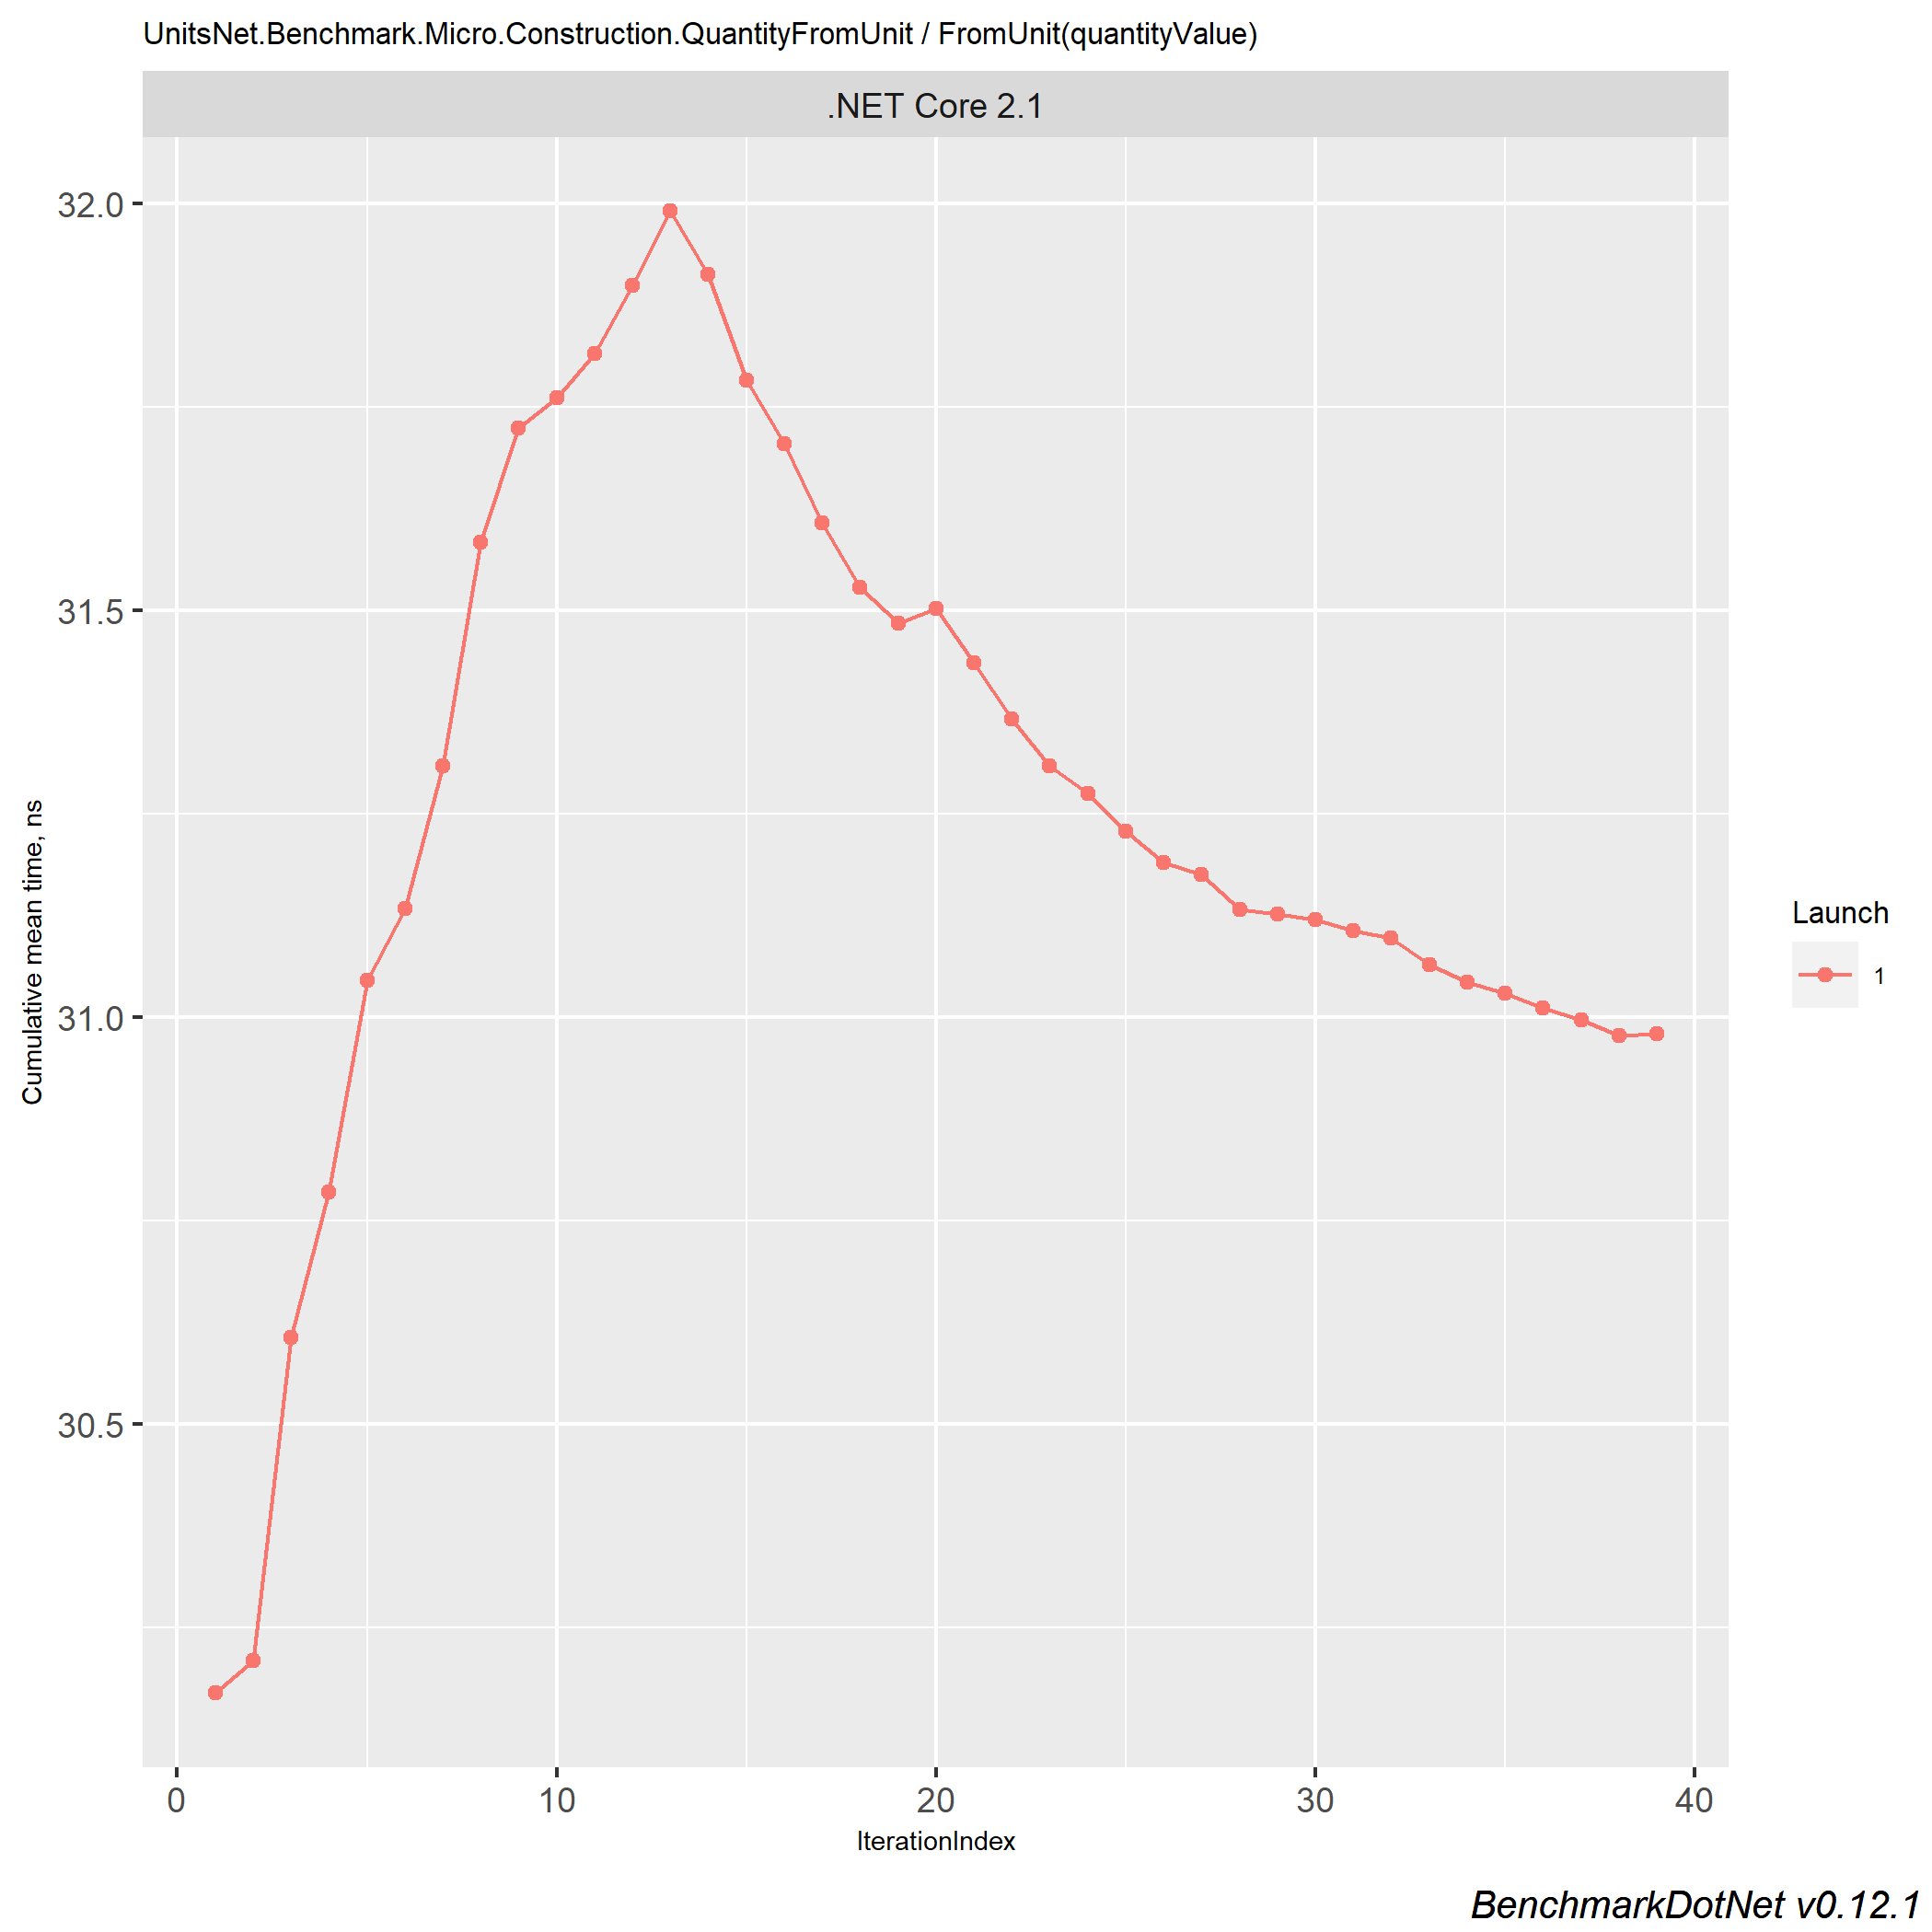 UnitsNet.Benchmark.Micro.Construction.QuantityFromUnit / FromUnit(quantityValue)
.NET Core 2.1
32.0
31.5
31.0
30.5
Cumulative mean time, ns
0 10 20 30 40
IterationIndex
Launch
1
BenchmarkDotNet v0.12.1